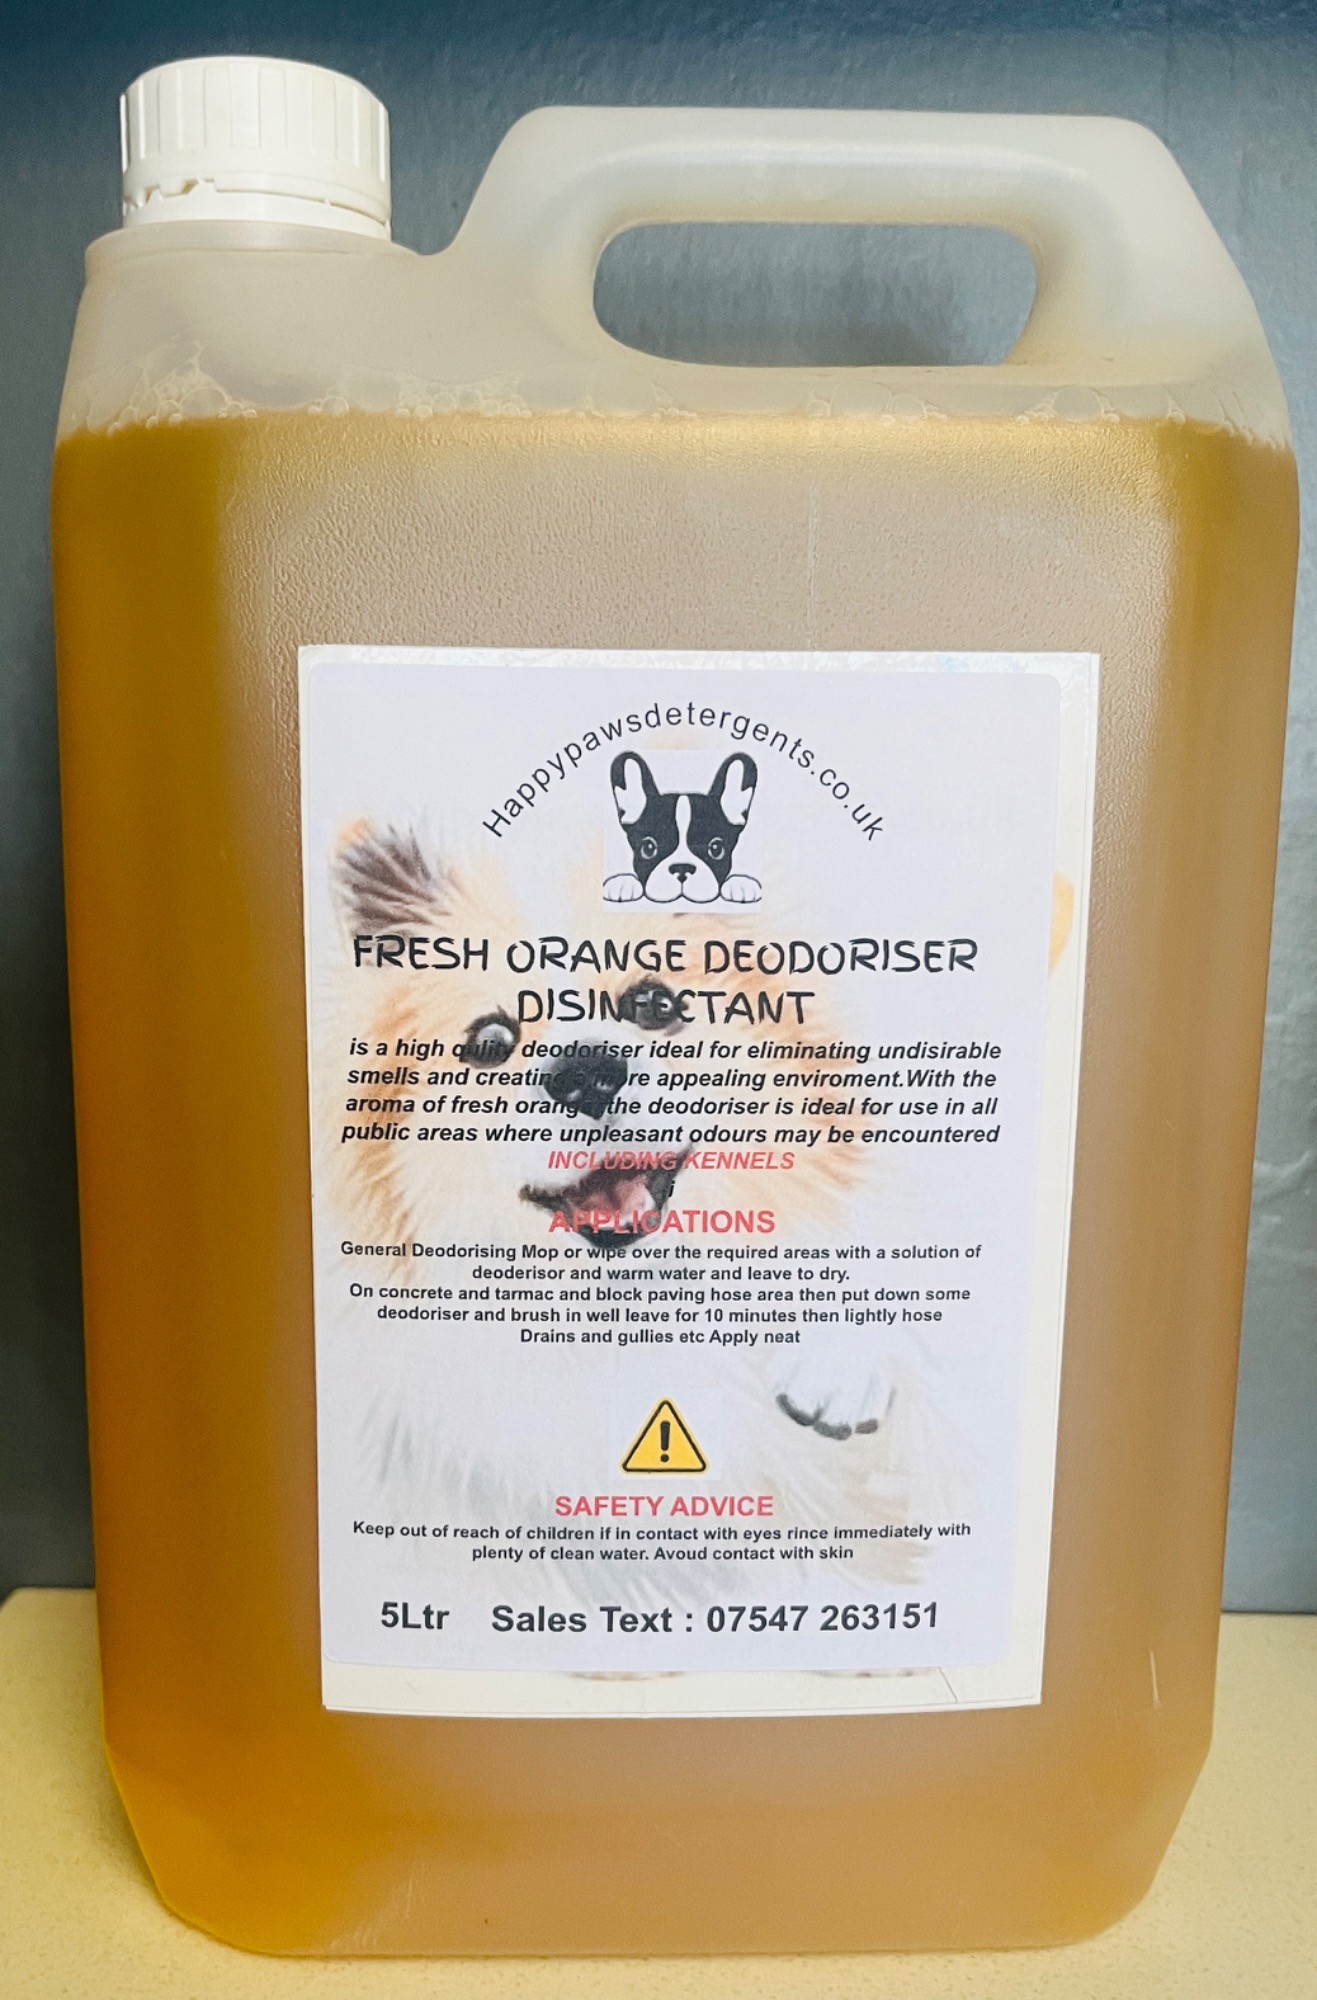 Happypawsdetergents.co.uk
FRESH ORANGE DEODORISER
DISINFECTANT
is a high qulity deodoriser ideal for eliminating undisirable
smells and creating a more appealing enviroment.With the
aroma of fresh orange the deodoriser is ideal for use in all
public areas where unpleasant odours may be encountered
INCLUDING KENNELS
i
APPLICATIONS
General Deodorising Mop or wipe over the required areas with a solution of
deoderisor and warm water and leave to dry.
On concrete and tarmac and block paving hose area then put down some
deodoriser and brush in well leave for 10 minutes then lightly hose
Drains and gullies etc Apply neat
!
SAFETY ADVICE
Keep out of reach of children if in contact with eyes rince immediately with
plenty of clean water. Avoud contact with skin
5Ltr Sales Text : 07547 263151